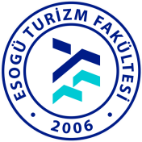 ESOGÜ TURİZM FAKÜLTESİ
• 2006 •